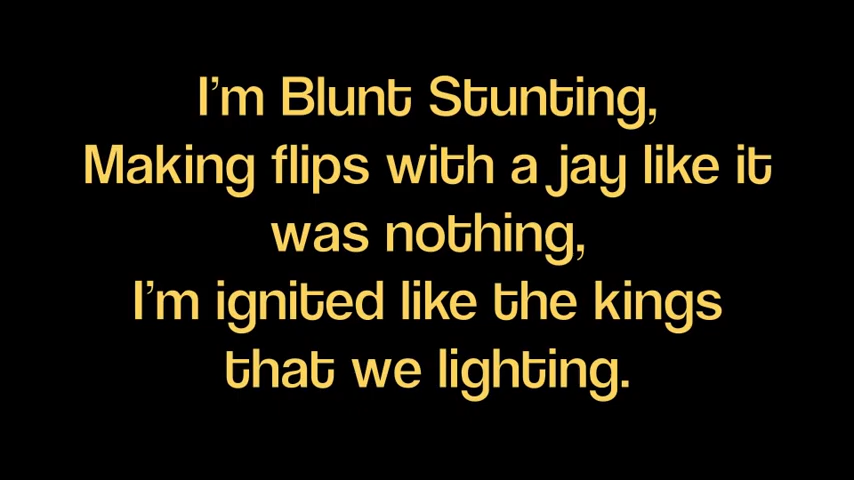 I'm Blunt Stunting,
Making flips with a jay like it
was nothing,
I'm ignited like the kings
that we lighting.